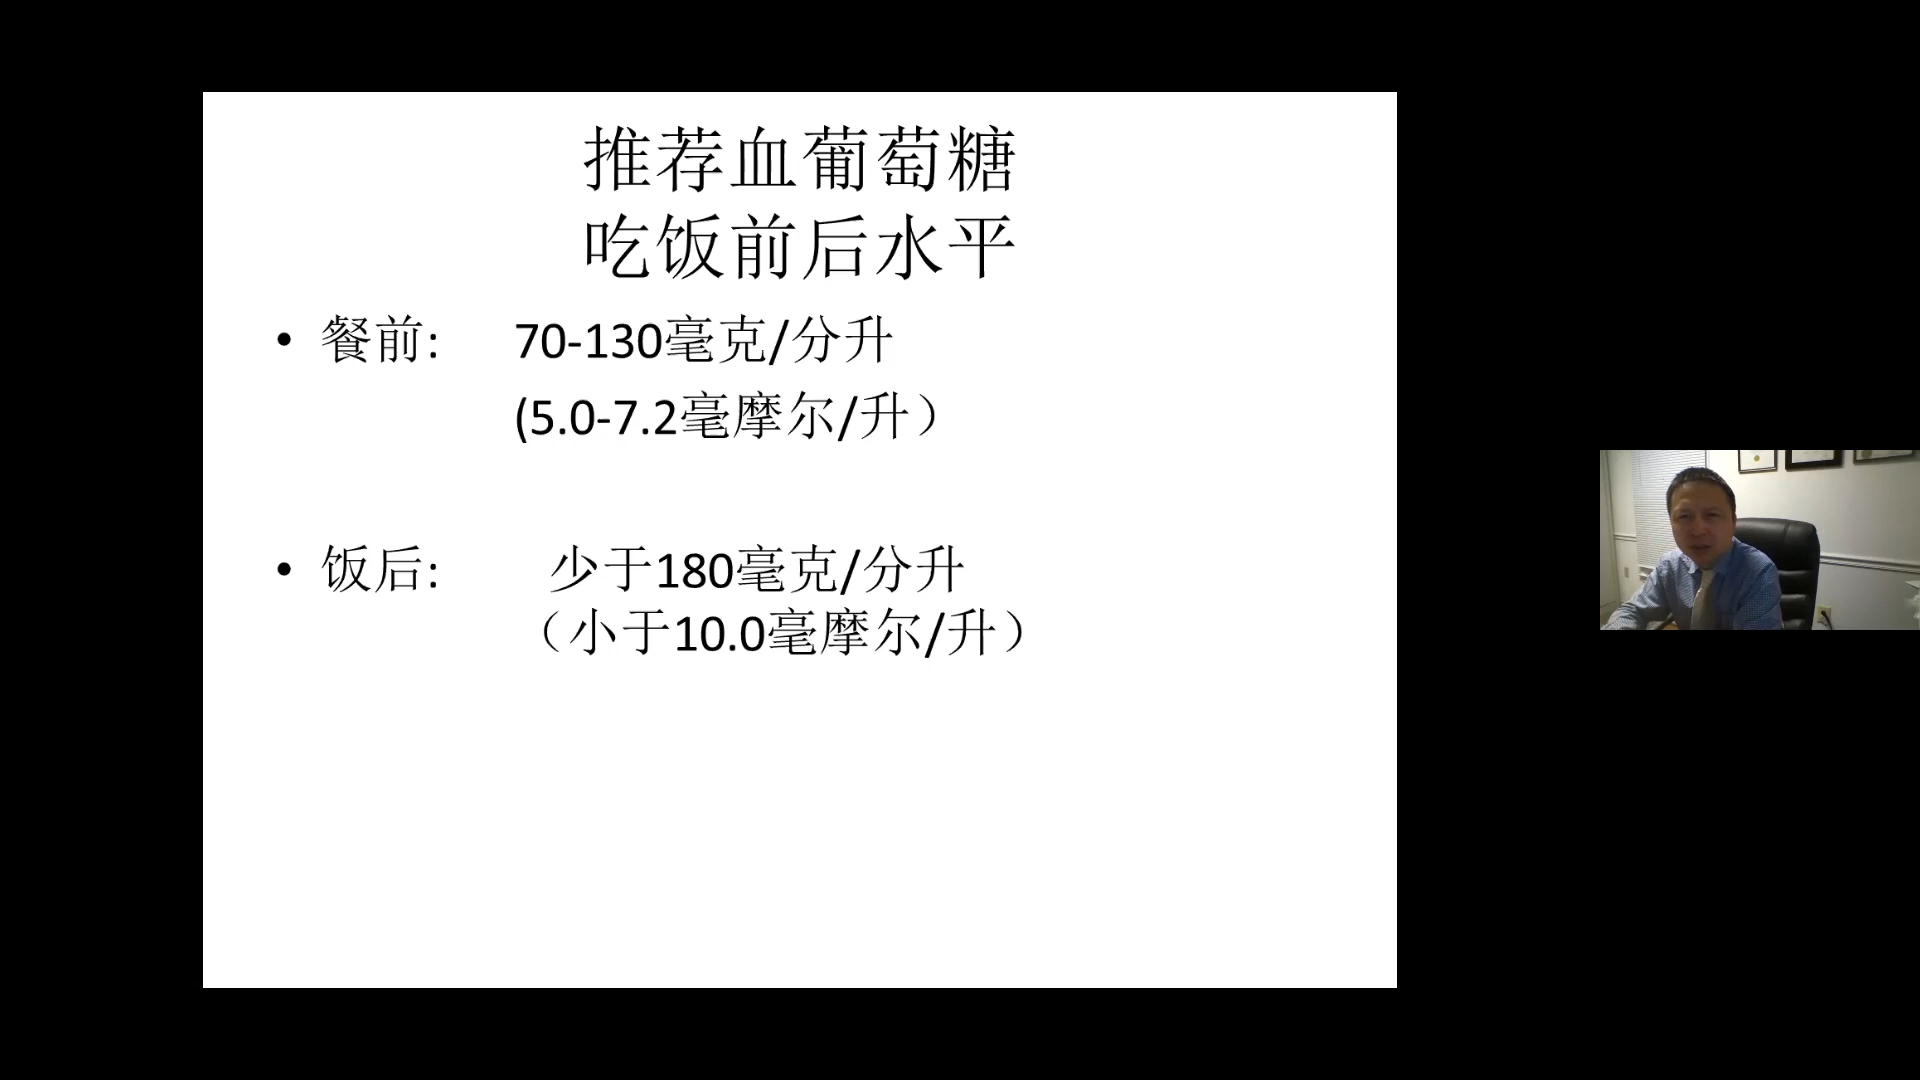 推荐血葡萄糖
吃饭前后水平
• 餐前: 70-130毫克/分升
(5.0-7.2毫摩尔/升）
• 饭后: 少于180毫克/分升
（小于10.0毫摩尔/升）